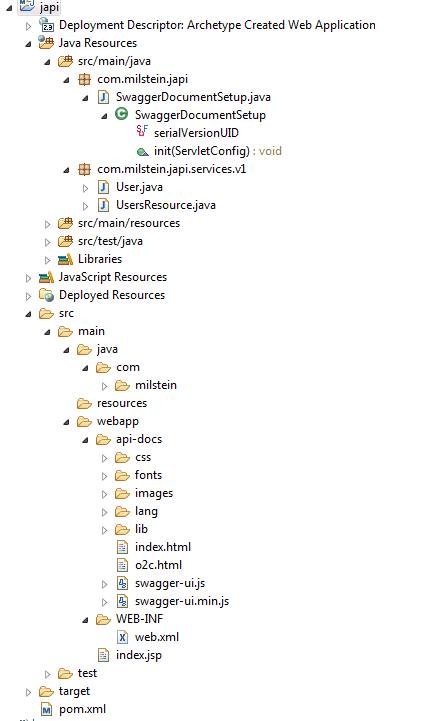 japi
Deployment Descriptor: Archetype Created Web Application
Java Resources
src/main/java
com.milstein.japi
SwaggerDocumentSetup.java
SwaggerDocumentSetup
serialVersionUID
init(ServletConfig) : void
com.milstein.japi.services.v1
User.java
UsersResource.java
src/main/resources
src/test/java
Libraries
JavaScript Resources
Deployed Resources
src
main
java
com
milstein
resources
webapp
api-docs
css
fonts
images
lang
lib
index.html
o2c.html
swagger-ui.js
swagger-ui.min.js
WEB-INF
web.xml
index.jsp
test
target
pom.xml